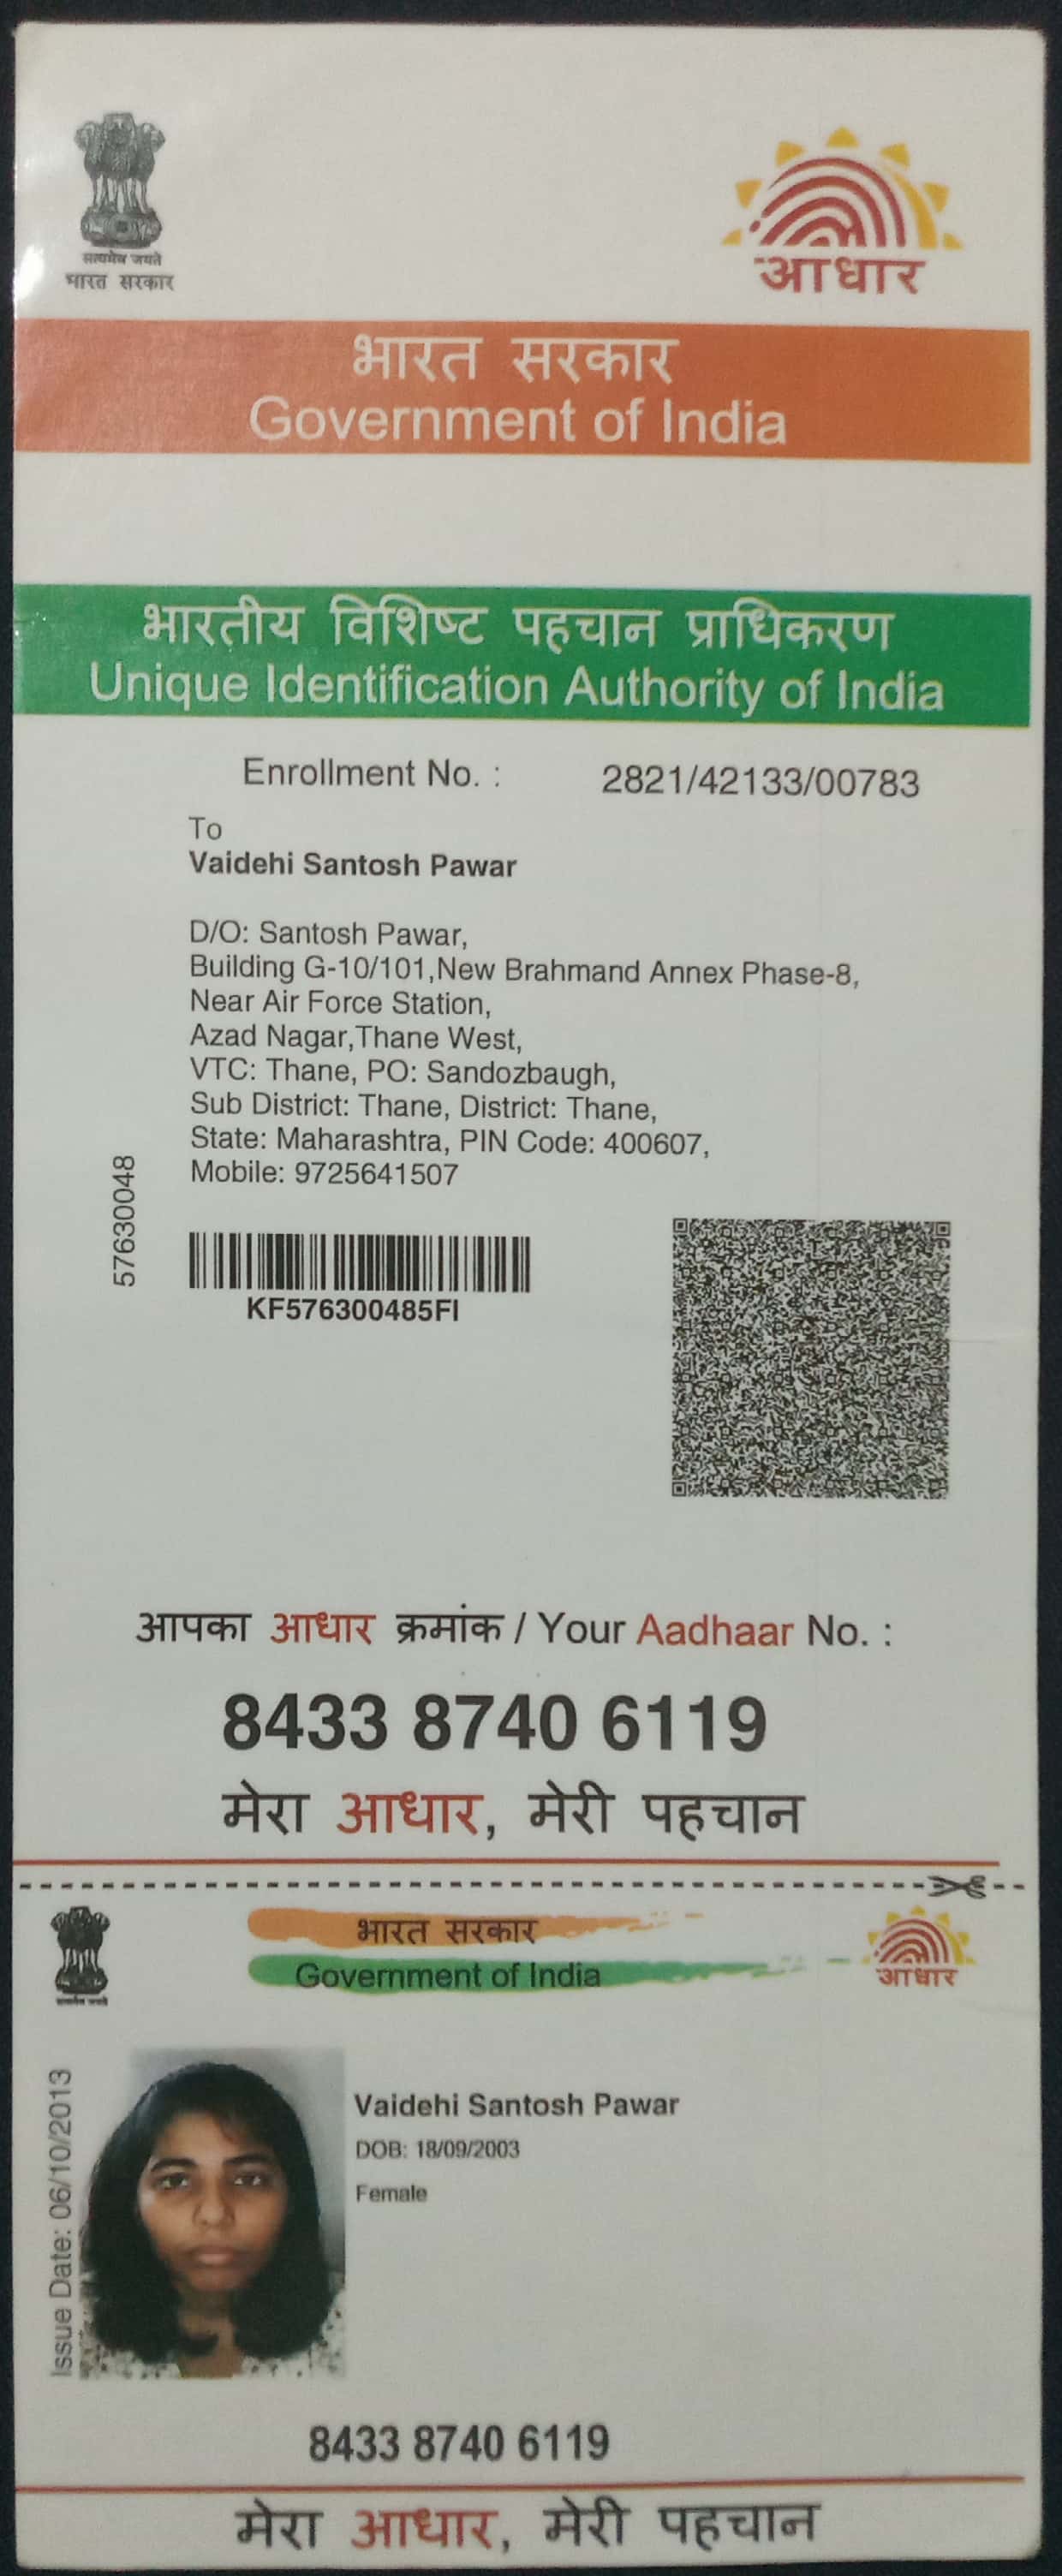 सत्यमेव जयते
भारत सरकार
आधार
भारत सरकार
Government of India
भारतीय विशिष्ट पहचान प्राधिकरण
Unique Identification Authority of India
Enrollment No. : 2821/42133/00783
To
Vaidehi Santosh Pawar
D/O: Santosh Pawar,
Building G-10/101,New Brahmand Annex Phase-8,
Near Air Force Station,
Azad Nagar,Thane West,
VTC: Thane, PO: Sandozbaugh,
Sub District: Thane, District: Thane,
State: Maharashtra, PIN Code: 400607,
Mobile: 9725641507
57630048
KF576300485FI
आपका आधार क्रमांक / Your Aadhaar No. :
8433 8740 6119
मेरा आधार, मेरी पहचान
भारत सरकार
Government of India
सत्यमेव जयते
आधार
Issue Date: 06/10/2013
Vaidehi Santosh Pawar
DOB: 18/09/2003
Female
8433 8740 6119
मेरा आधार, मेरी पहचान